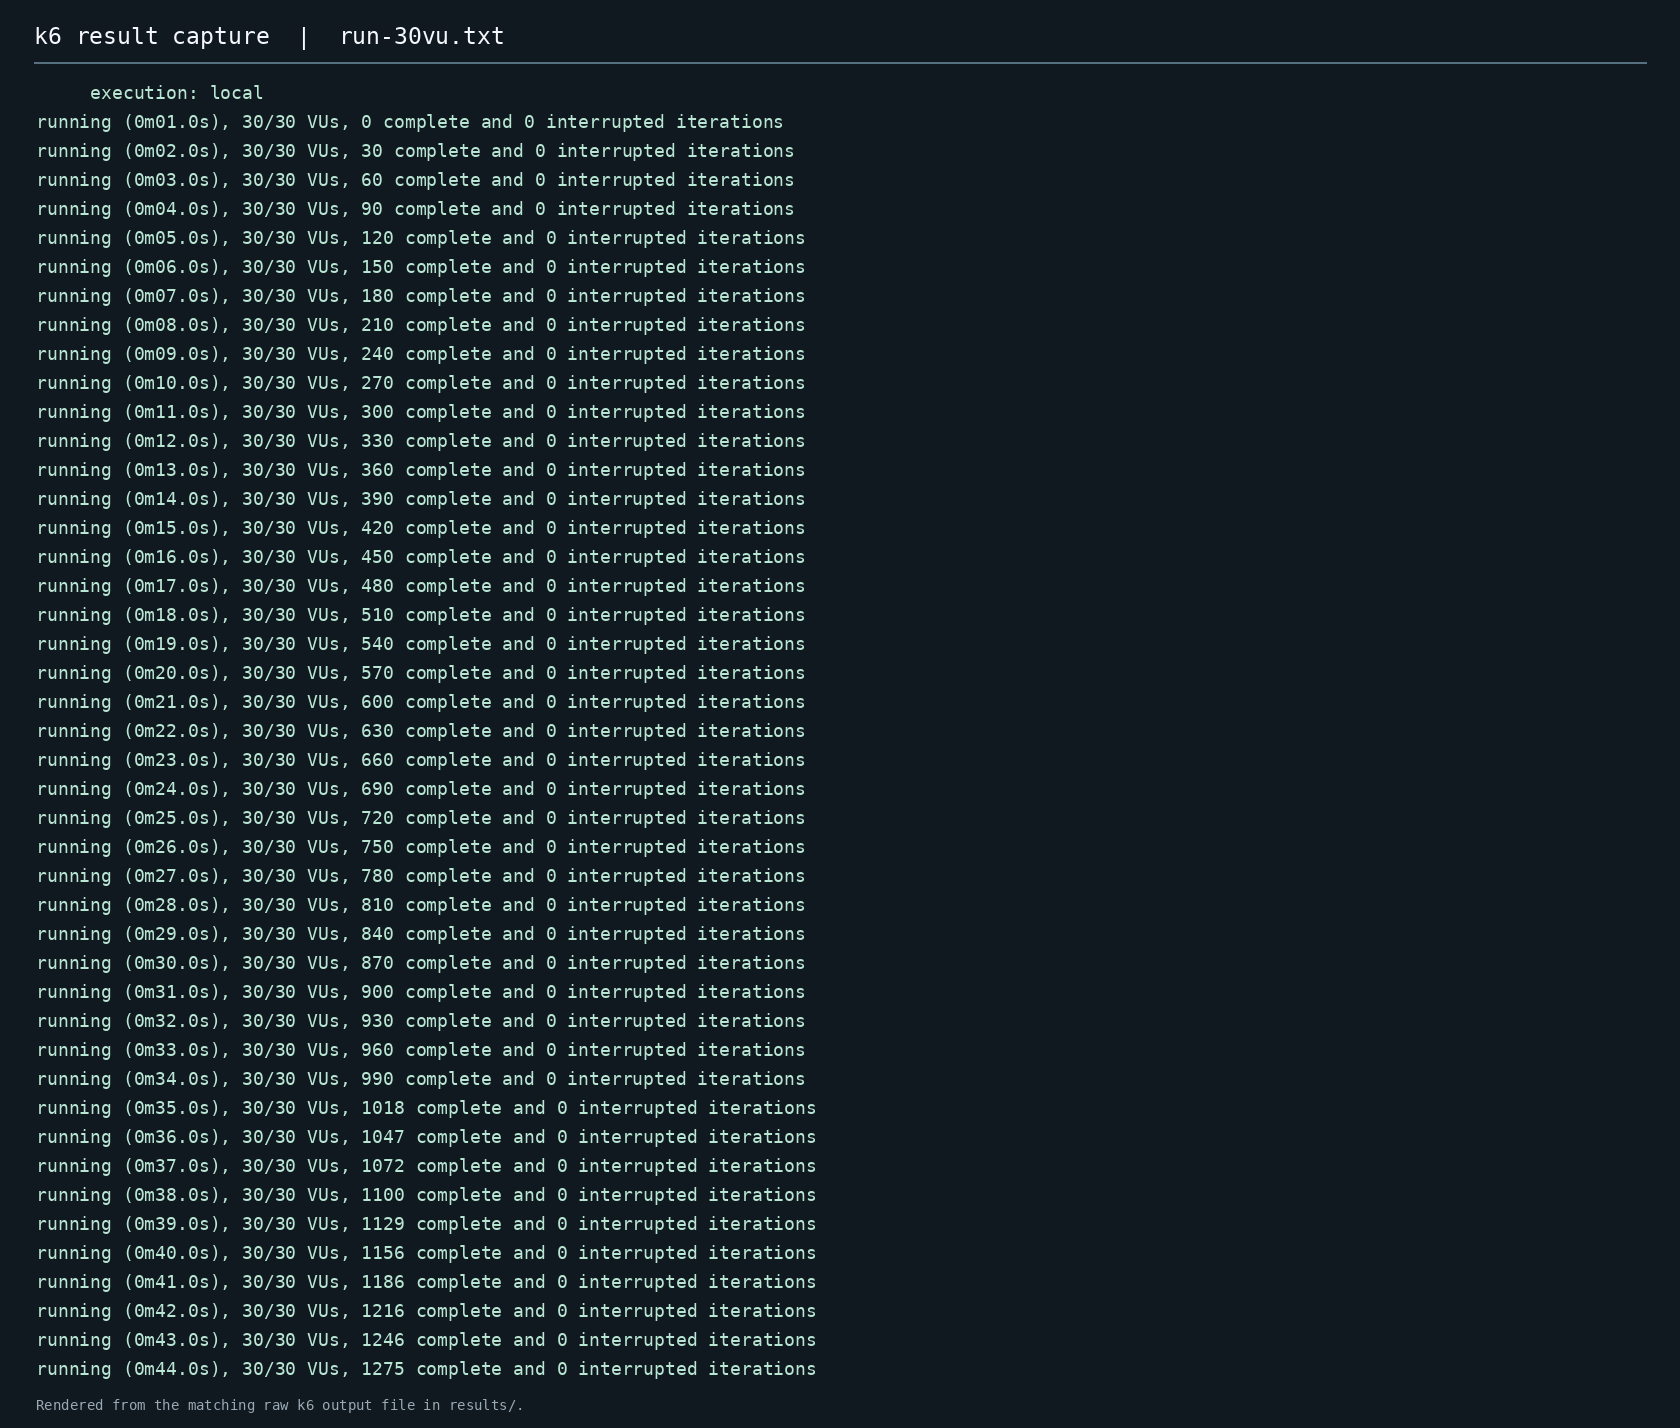 k6 result capture  |  run-30vu.txt
execution: local
running (0m01.0s), 30/30 VUs, 0 complete and 0 interrupted iterations
running (0m02.0s), 30/30 VUs, 30 complete and 0 interrupted iterations
running (0m03.0s), 30/30 VUs, 60 complete and 0 interrupted iterations
running (0m04.0s), 30/30 VUs, 90 complete and 0 interrupted iterations
running (0m05.0s), 30/30 VUs, 120 complete and 0 interrupted iterations
running (0m06.0s), 30/30 VUs, 150 complete and 0 interrupted iterations
running (0m07.0s), 30/30 VUs, 180 complete and 0 interrupted iterations
running (0m08.0s), 30/30 VUs, 210 complete and 0 interrupted iterations
running (0m09.0s), 30/30 VUs, 240 complete and 0 interrupted iterations
running (0m10.0s), 30/30 VUs, 270 complete and 0 interrupted iterations
running (0m11.0s), 30/30 VUs, 300 complete and 0 interrupted iterations
running (0m12.0s), 30/30 VUs, 330 complete and 0 interrupted iterations
running (0m13.0s), 30/30 VUs, 360 complete and 0 interrupted iterations
running (0m14.0s), 30/30 VUs, 390 complete and 0 interrupted iterations
running (0m15.0s), 30/30 VUs, 420 complete and 0 interrupted iterations
running (0m16.0s), 30/30 VUs, 450 complete and 0 interrupted iterations
running (0m17.0s), 30/30 VUs, 480 complete and 0 interrupted iterations
running (0m18.0s), 30/30 VUs, 510 complete and 0 interrupted iterations
running (0m19.0s), 30/30 VUs, 540 complete and 0 interrupted iterations
running (0m20.0s), 30/30 VUs, 570 complete and 0 interrupted iterations
running (0m21.0s), 30/30 VUs, 600 complete and 0 interrupted iterations
running (0m22.0s), 30/30 VUs, 630 complete and 0 interrupted iterations
running (0m23.0s), 30/30 VUs, 660 complete and 0 interrupted iterations
running (0m24.0s), 30/30 VUs, 690 complete and 0 interrupted iterations
running (0m25.0s), 30/30 VUs, 720 complete and 0 interrupted iterations
running (0m26.0s), 30/30 VUs, 750 complete and 0 interrupted iterations
running (0m27.0s), 30/30 VUs, 780 complete and 0 interrupted iterations
running (0m28.0s), 30/30 VUs, 810 complete and 0 interrupted iterations
running (0m29.0s), 30/30 VUs, 840 complete and 0 interrupted iterations
running (0m30.0s), 30/30 VUs, 870 complete and 0 interrupted iterations
running (0m31.0s), 30/30 VUs, 900 complete and 0 interrupted iterations
running (0m32.0s), 30/30 VUs, 930 complete and 0 interrupted iterations
running (0m33.0s), 30/30 VUs, 960 complete and 0 interrupted iterations
running (0m34.0s), 30/30 VUs, 990 complete and 0 interrupted iterations
running (0m35.0s), 30/30 VUs, 1018 complete and 0 interrupted iterations
running (0m36.0s), 30/30 VUs, 1047 complete and 0 interrupted iterations
running (0m37.0s), 30/30 VUs, 1072 complete and 0 interrupted iterations
running (0m38.0s), 30/30 VUs, 1100 complete and 0 interrupted iterations
running (0m39.0s), 30/30 VUs, 1129 complete and 0 interrupted iterations
running (0m40.0s), 30/30 VUs, 1156 complete and 0 interrupted iterations
running (0m41.0s), 30/30 VUs, 1186 complete and 0 interrupted iterations
running (0m42.0s), 30/30 VUs, 1216 complete and 0 interrupted iterations
running (0m43.0s), 30/30 VUs, 1246 complete and 0 interrupted iterations
running (0m44.0s), 30/30 VUs, 1275 complete and 0 interrupted iterations
Rendered from the matching raw k6 output file in results/.